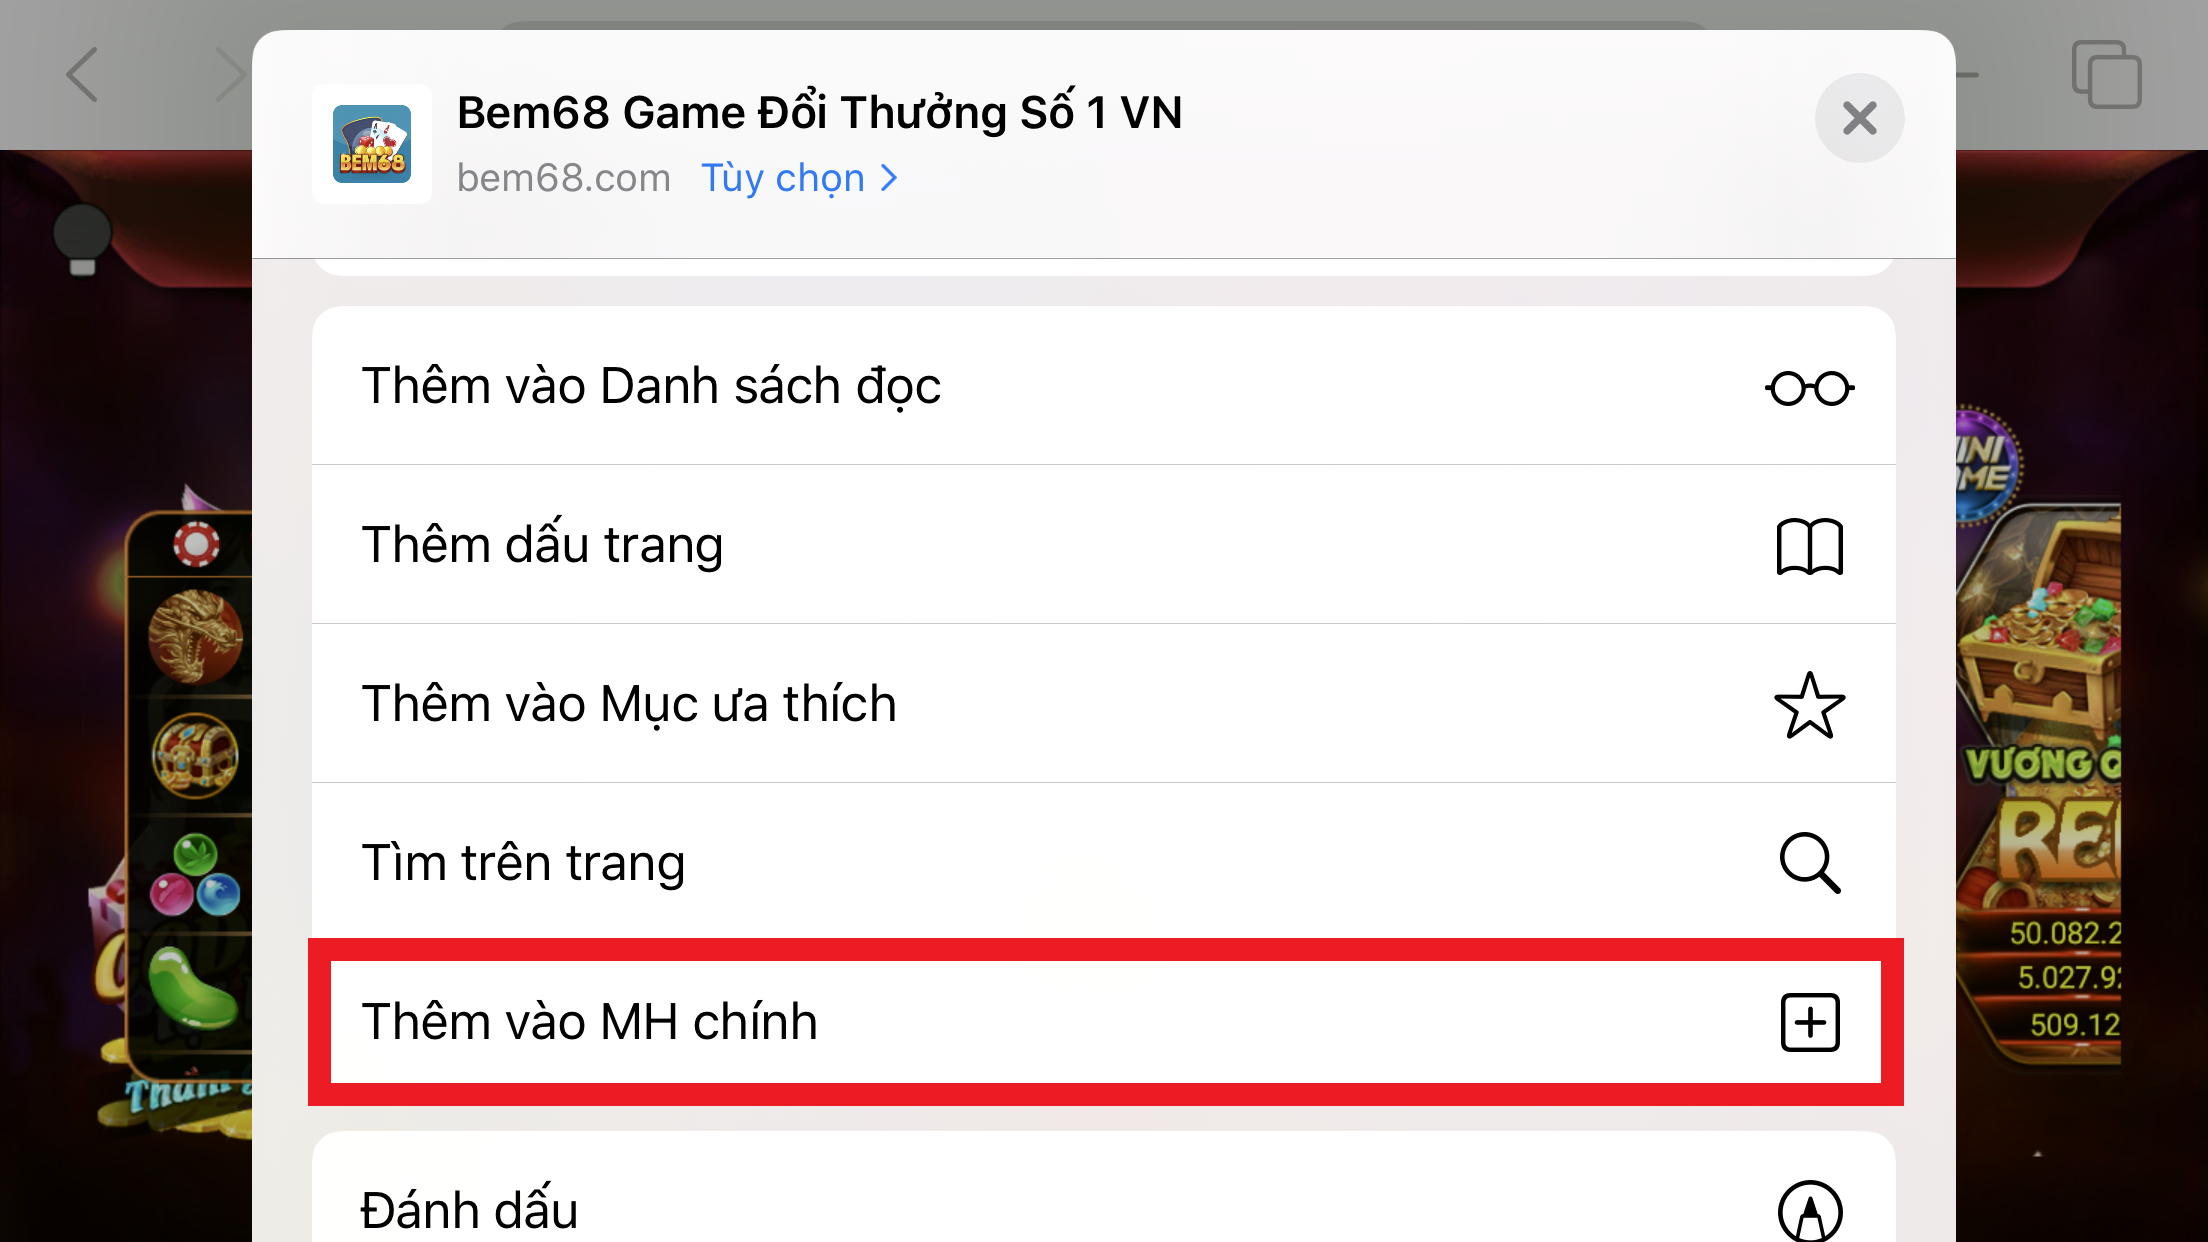 Bem68 Game Đổi Thưởng Số 1 VN
BEM68
bem68.com Tùy chọn
Thêm vào Danh sách đọc
Thêm dấu trang
Thêm vào Mục ưa thích
Tìm trên trang
Thêm vào MH chính
Đánh dấu
VƯƠNG
50.082.2
5.027.9
509.12